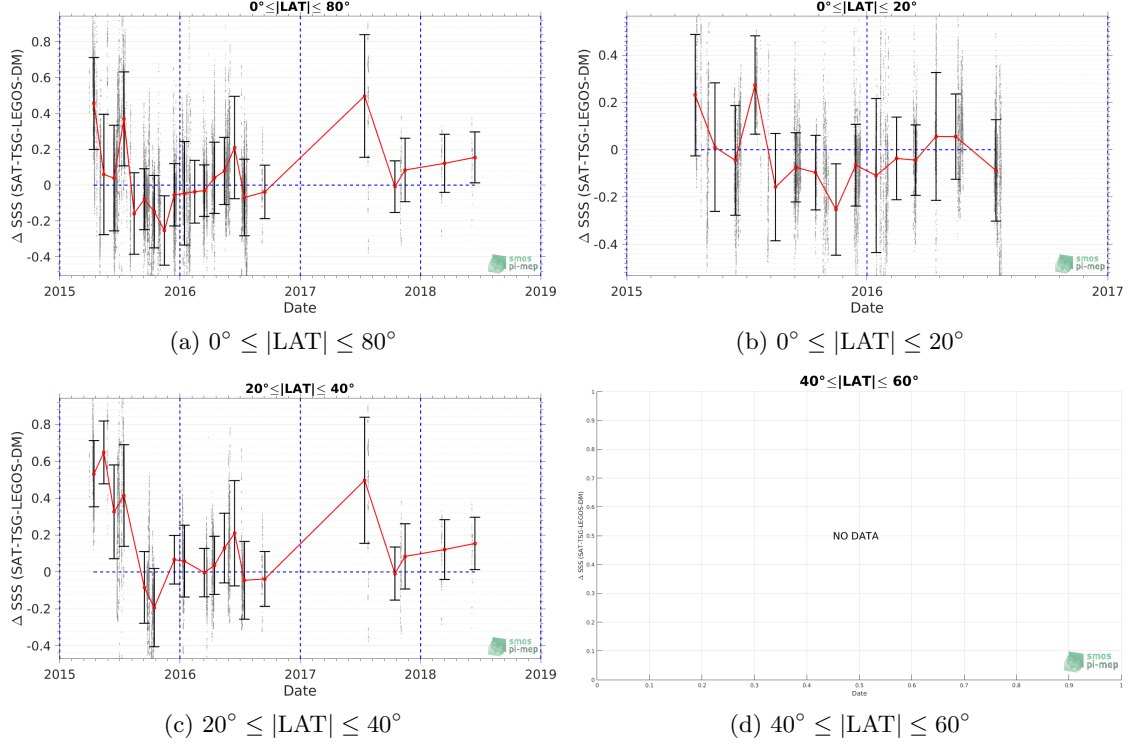 0°≤|LAT|≤ 80°
0.8
0.6
0.4
0.2
0
-0.2
-0.4
Δ SSS (SAT-TSG-LEGOS-DM)
2015 2016 2017 2018 2019
Date
smos
pi-mep
(a) 0° ≤ |LAT| ≤ 80°
0°≤|LAT|≤ 20°
0.4
0.2
0
-0.2
-0.4
Δ SSS (SAT-TSG-LEGOS-DM)
2015 2016 2017
Date
smos
pi-mep
(b) 0° ≤ |LAT| ≤ 20°
20°≤|LAT|≤ 40°
0.8
0.6
0.4
0.2
0
-0.2
-0.4
Δ SSS (SAT-TSG-LEGOS-DM)
2015 2016 2017 2018 2019
Date
smos
pi-mep
(c) 20° ≤ |LAT| ≤ 40°
40°≤|LAT|≤ 60°
1
0.9
0.8
0.7
0.6
0.5
0.4
0.3
0.2
0.1
0
Δ SSS (SAT-TSG-LEGOS-DM)
NO DATA
0 0.1 0.2 0.3 0.4 0.5 0.6 0.7 0.8 0.9 1
Date
smos
pi-mep
(d) 40° ≤ |LAT| ≤ 60°